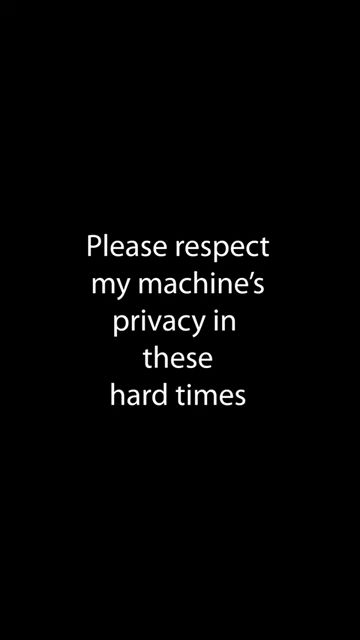 Please respect
my machine’s
privacy in
these
hard times